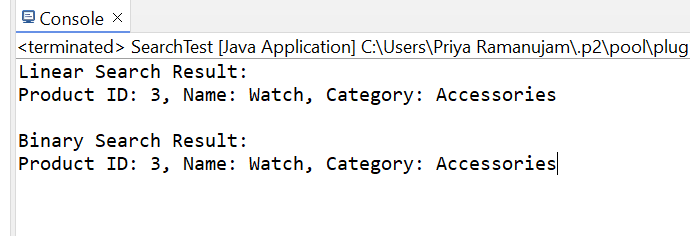 Console
<terminated> SearchTest [Java Application] C:\Users\Priya Ramanujam\.p2\pool\plug
Linear Search Result:
Product ID: 3, Name: Watch, Category: Accessories
Binary Search Result:
Product ID: 3, Name: Watch, Category: Accessories